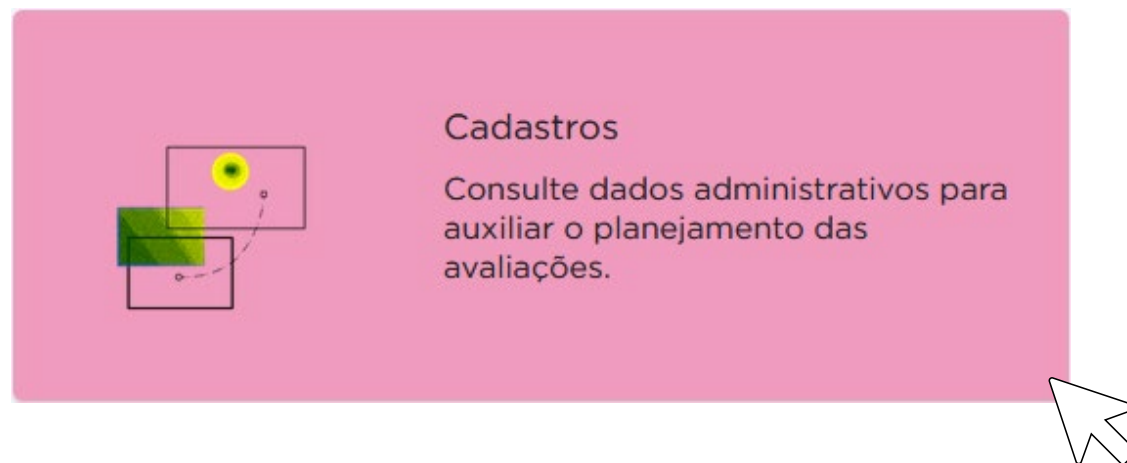 Cadastros
Consulte dados administrativos para
auxiliar o planejamento das
avaliações.